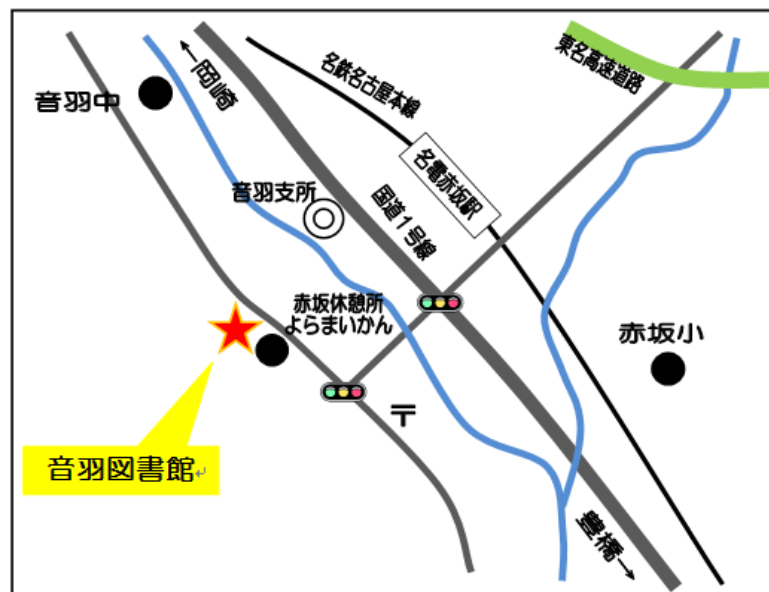 東名高速道路
←岡崎
名鉄名古屋本線
音羽中
名電赤坂駅
音羽支所
国道1号線
赤坂休憩所
よらまいかん
赤坂小
〒
音羽図書館↵
豊橋→